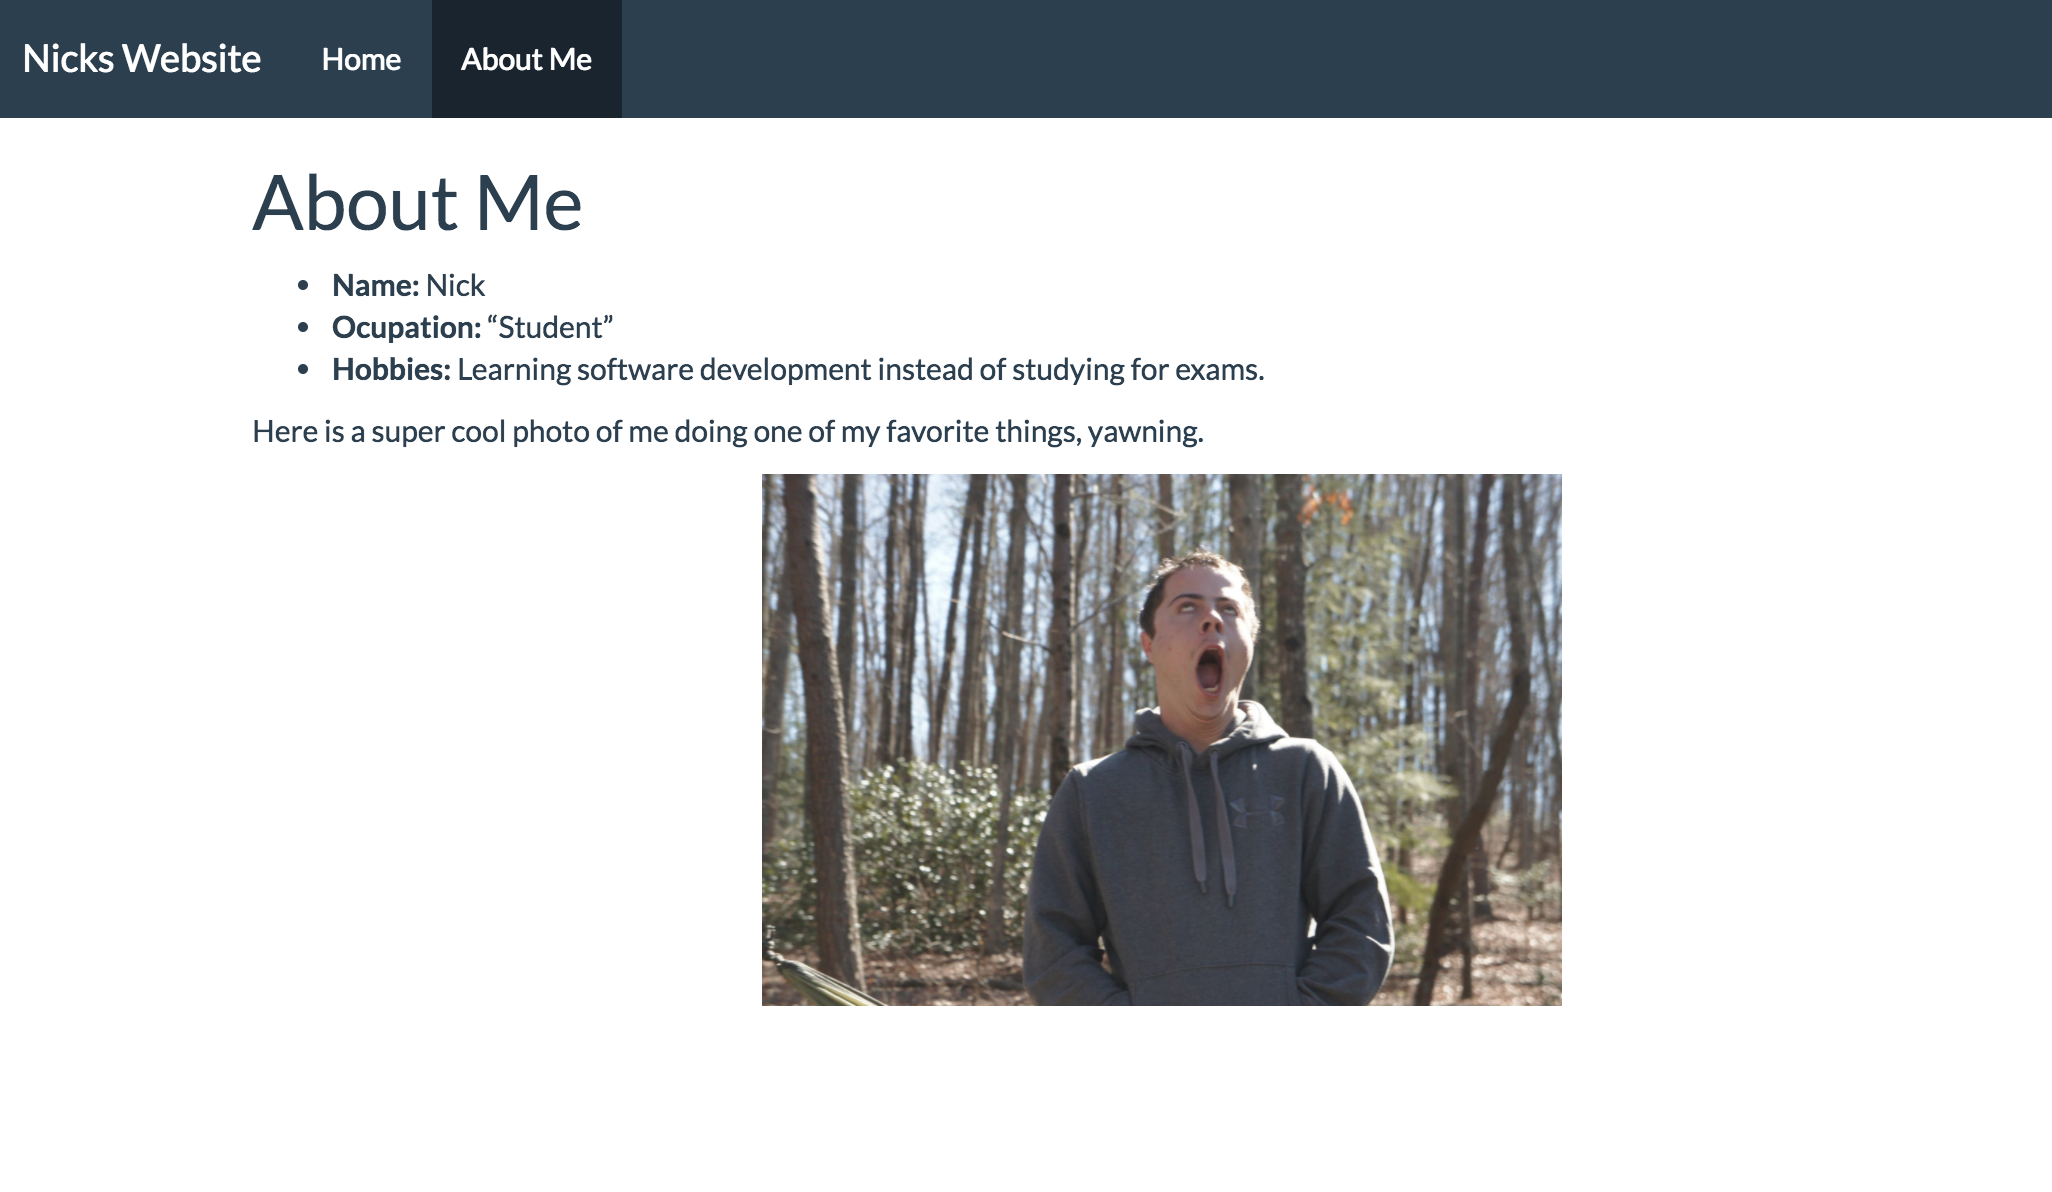 Nicks Website Home About Me
About Me
• Name: Nick
• Ocupation: “Student”
• Hobbies: Learning software development instead of studying for exams.
Here is a super cool photo of me doing one of my favorite things, yawning.